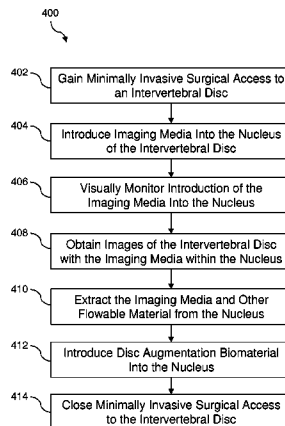 400
402
Gain Minimally Invasive Surgical Access to
an Intervertebral Disc
404
Introduce Imaging Media Into the Nucleus
of the Intervertebral Disc
406
Visually Monitor Introduction of the
Imaging Media Into the Nucleus
408
Obtain Images of the Intervertebral Disc
with the Imaging Media within the Nucleus
410
Extract the Imaging Media and Other
Flowable Material from the Nucleus
412
Introduce Disc Augmentation Biomaterial
Into the Nucleus
414
Close Minimally Invasive Surgical Access
to the Intervertebral Disc